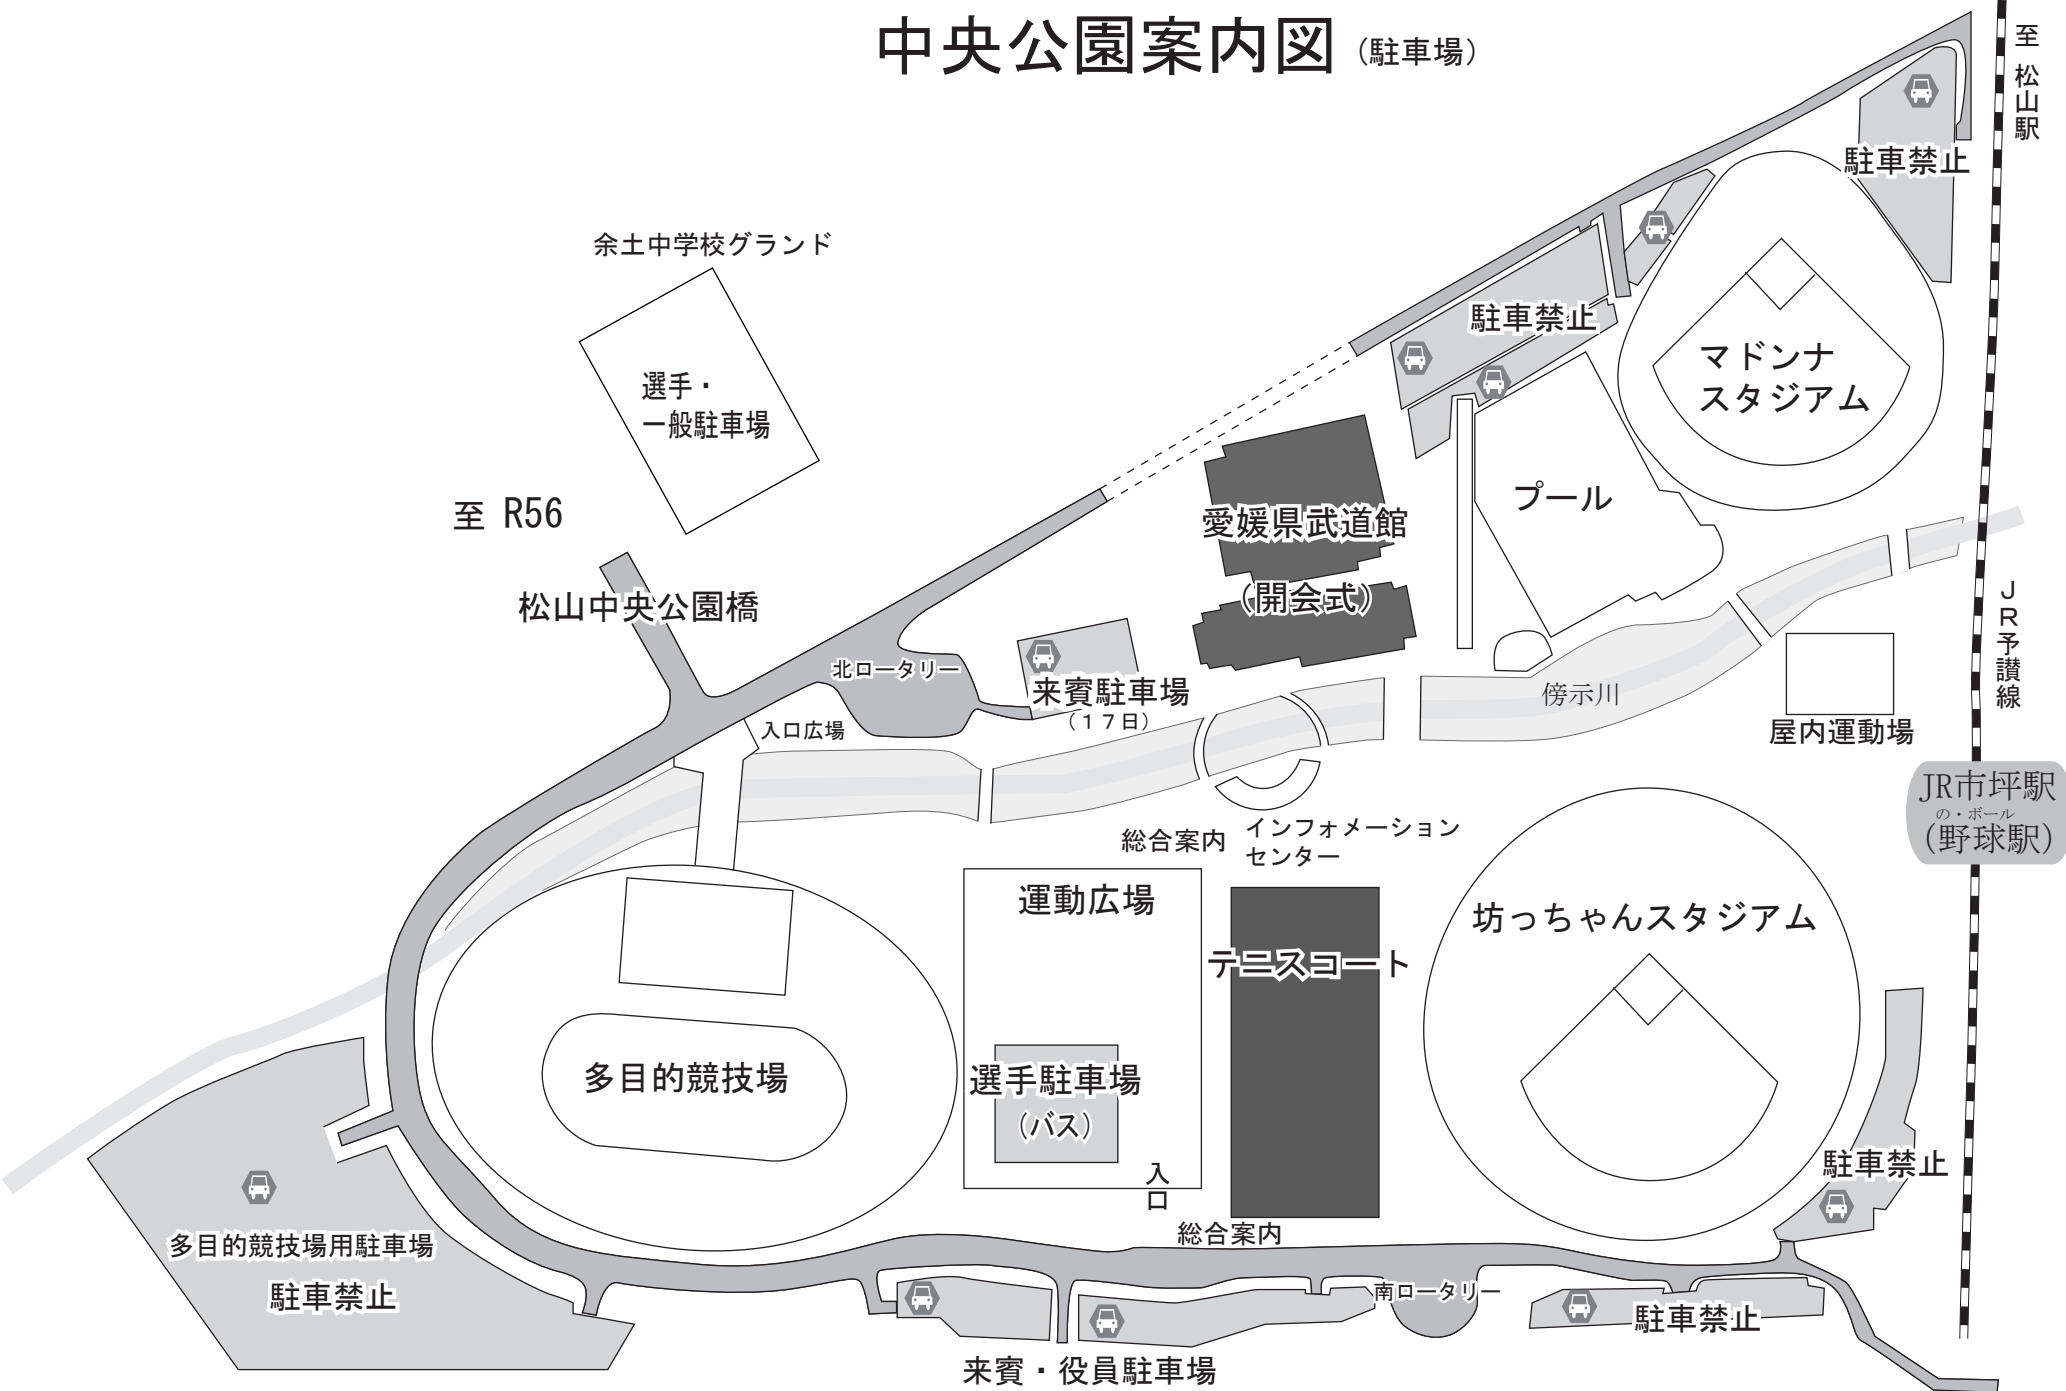 中央公園案内図 (駐車場)
至 松山駅
駐車禁止
余土中学校グランド
選手・
一般駐車場
駐車禁止
マドンナ
スタジアム
至 R56
プール
愛媛県武道館
(開会式)
松山中央公園橋
北ロータリー
来賓駐車場
(17日)
入口広場
傍示川
JR予讃線
屋内運動場
JR市坪駅
の・ボール
(野球駅)
総合案内
インフォメーション
センター
運動広場
テニスコート
坊っちゃんスタジアム
多目的競技場
選手駐車場
(バス)
入口
駐車禁止
総合案内
多目的競技場用駐車場
駐車禁止
南ロータリー
駐車禁止
来賓・役員駐車場